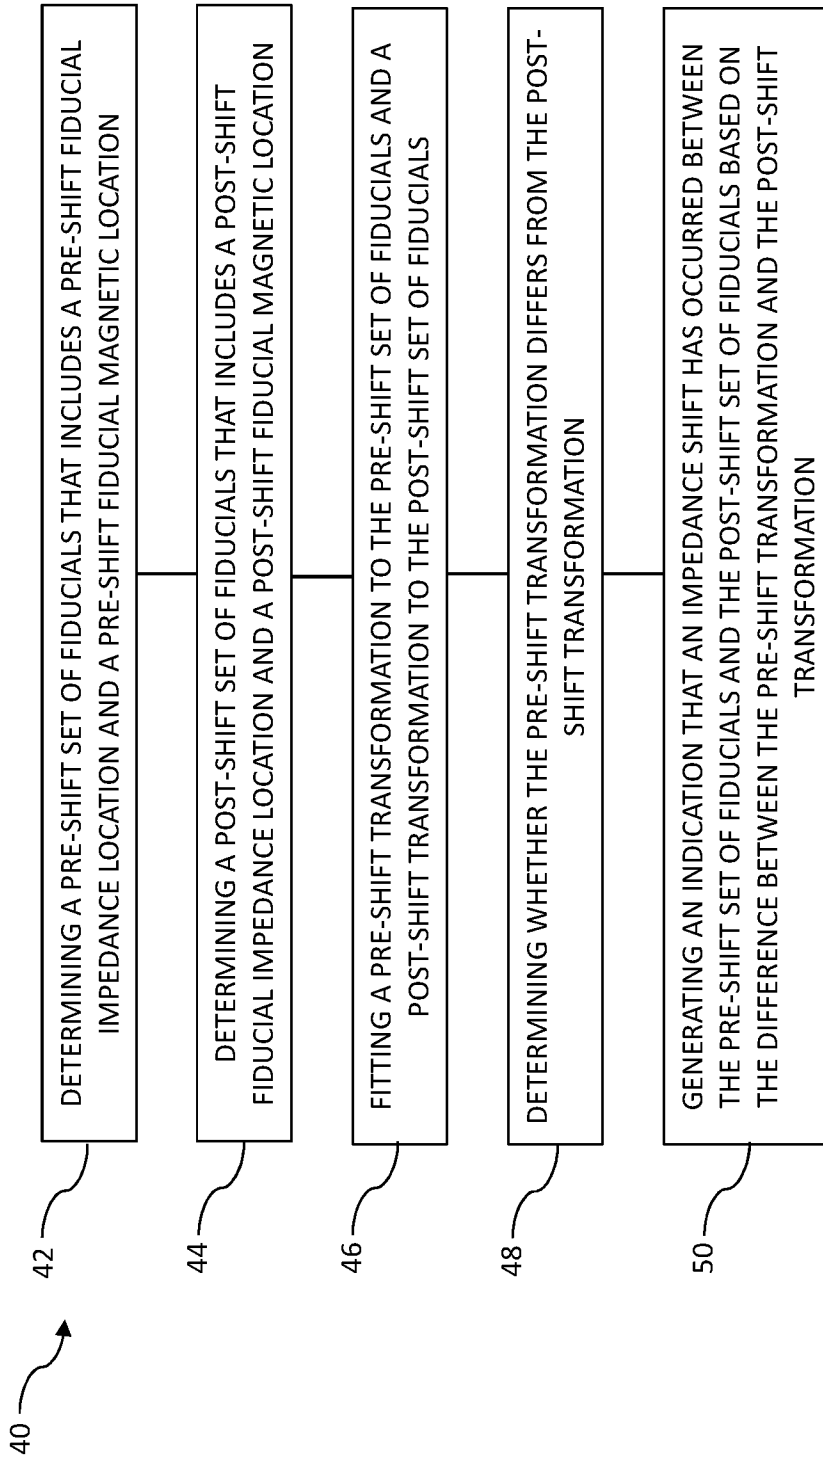 40
42
DETERMINING A PRE-SHIFT SET OF FIDUCIALS THAT INCLUDES A PRE-SHIFT FIDUCIAL
IMPEDANCE LOCATION AND A PRE-SHIFT FIDUCIAL MAGNETIC LOCATION
44
DETERMINING A POST-SHIFT SET OF FIDUCIALS THAT INCLUDES A POST-SHIFT
FIDUCIAL IMPEDANCE LOCATION AND A POST-SHIFT FIDUCIAL MAGNETIC LOCATION
46
FITTING A PRE-SHIFT TRANSFORMATION TO THE PRE-SHIFT SET OF FIDUCIALS AND A
POST-SHIFT TRANSFORMATION TO THE POST-SHIFT SET OF FIDUCIALS
48
DETERMINING WHETHER THE PRE-SHIFT TRANSFORMATION DIFFERS FROM THE POST-
SHIFT TRANSFORMATION
50
GENERATING AN INDICATION THAT AN IMPEDANCE SHIFT HAS OCCURRED BETWEEN
THE PRE-SHIFT SET OF FIDUCIALS AND THE POST-SHIFT SET OF FIDUCIALS BASED ON
THE DIFFERENCE BETWEEN THE PRE-SHIFT TRANSFORMATION AND THE POST-SHIFT
TRANSFORMATION